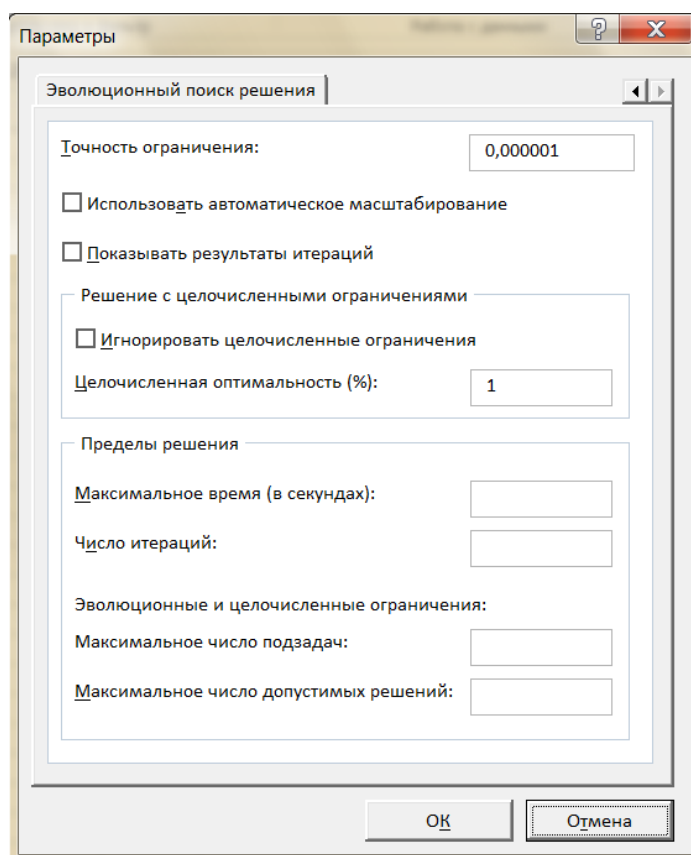 Параметры
Эволюционный поиск решения
Точность ограничения: 0,000001
Использовать автоматическое масштабирование
Показывать результаты итераций
Решение с целочисленными ограничениями
Игнорировать целочисленные ограничения
Целочисленная оптимальность (%): 1
Пределы решения
Максимальное время (в секундах):
Число итераций:
Эволюционные и целочисленные ограничения:
Максимальное число подзадач:
Максимальное число допустимых решений:
ОК Отмена